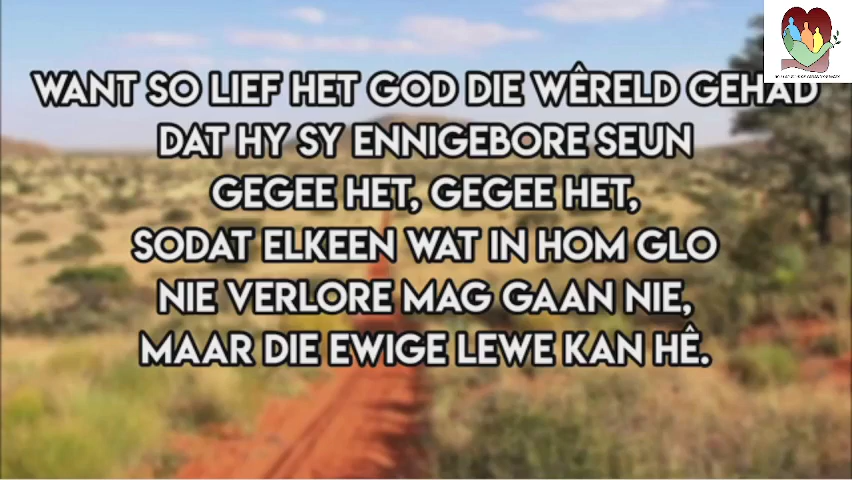 WANT SO LIEF HET GOD DIE WÊRELD GEHAD
DAT HY SY ENNIGEBORE SEUN
GEGEE HET, GEGEE HET,
SODAT ELKEEN WAT IN HOM GLO
NIE VERLORE MAG GAAN NIE,
MAAR DIE EWIGE LEWE KAN HÊ.